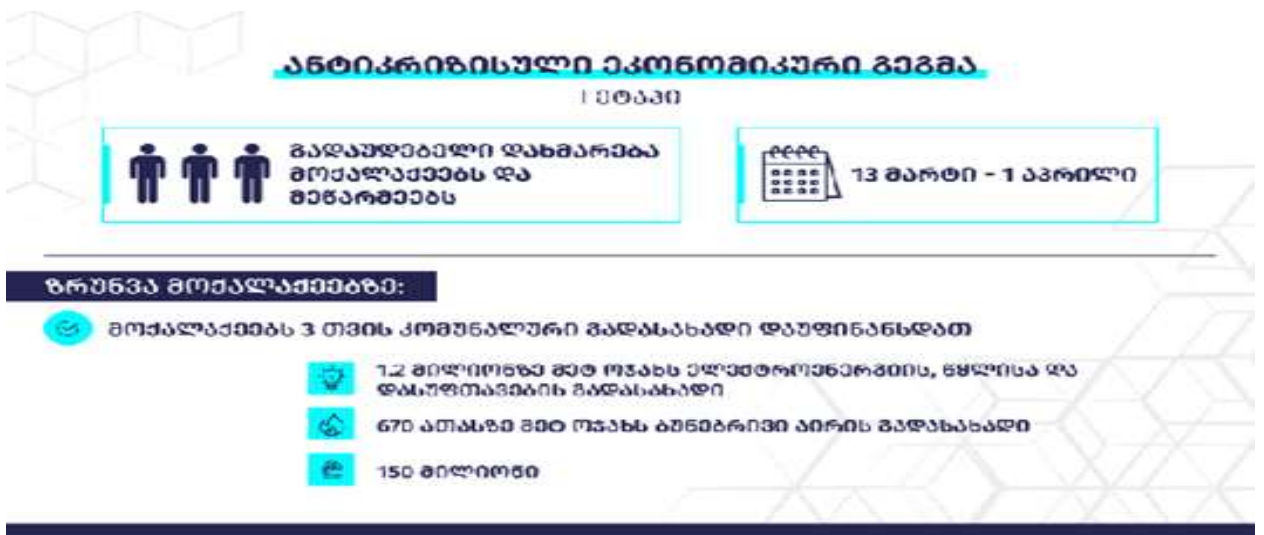 ანტიკრიზისული ეკონომიკური გეგმა
I ეტაპი
გადაუდებელი დახმარება
მოქალაქეებს და
მეწარმეებს
13 მარტი - 1 აპრილი
ზრუნვა მოქალაქეებზე:
მოქალაქეებს 3 თვის კომუნალური გადასახადი დაუფინანსდათ
1.2 მილიონზე მეტ ოჯახს ელექტროენერგიის, წყლისა და
დასუფთავების გადასახადი
670 ათასზე მეტ ოჯახს ბუნებრივი აირის გადასახადი
150 მილიონი